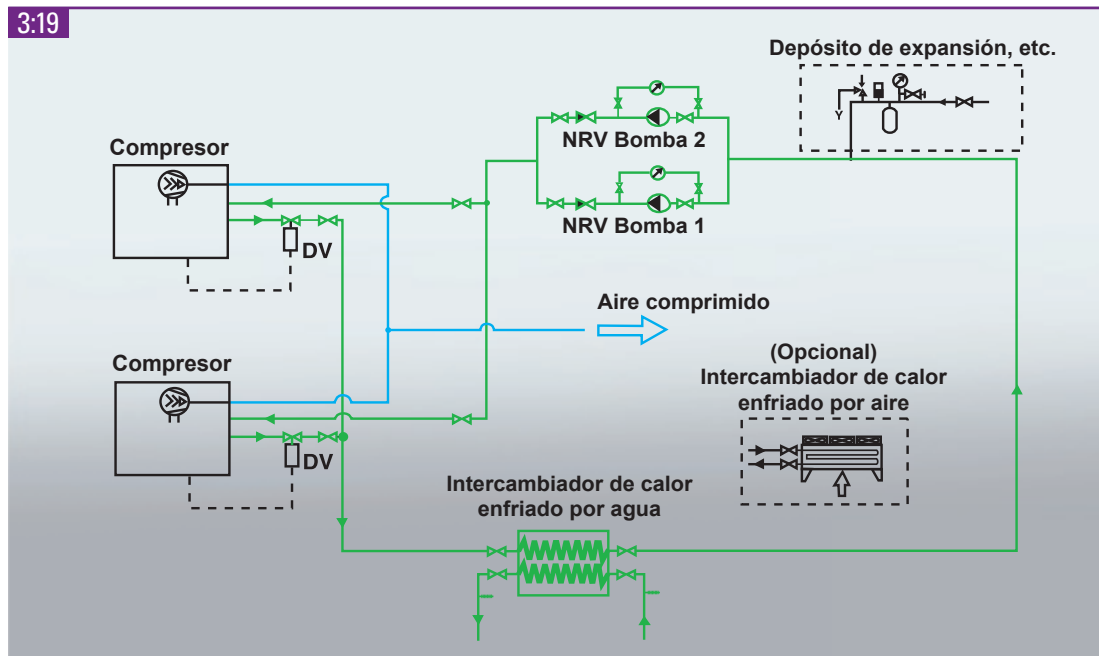 3:19
Depósito de expansión, etc.
Y
Compresor
NRV Bomba 2
NRV Bomba 1
DV
Aire comprimido
Compresor
(Opcional)
Intercambiador de calor
enfriado por aire
DV
Intercambiador de calor
enfriado por agua